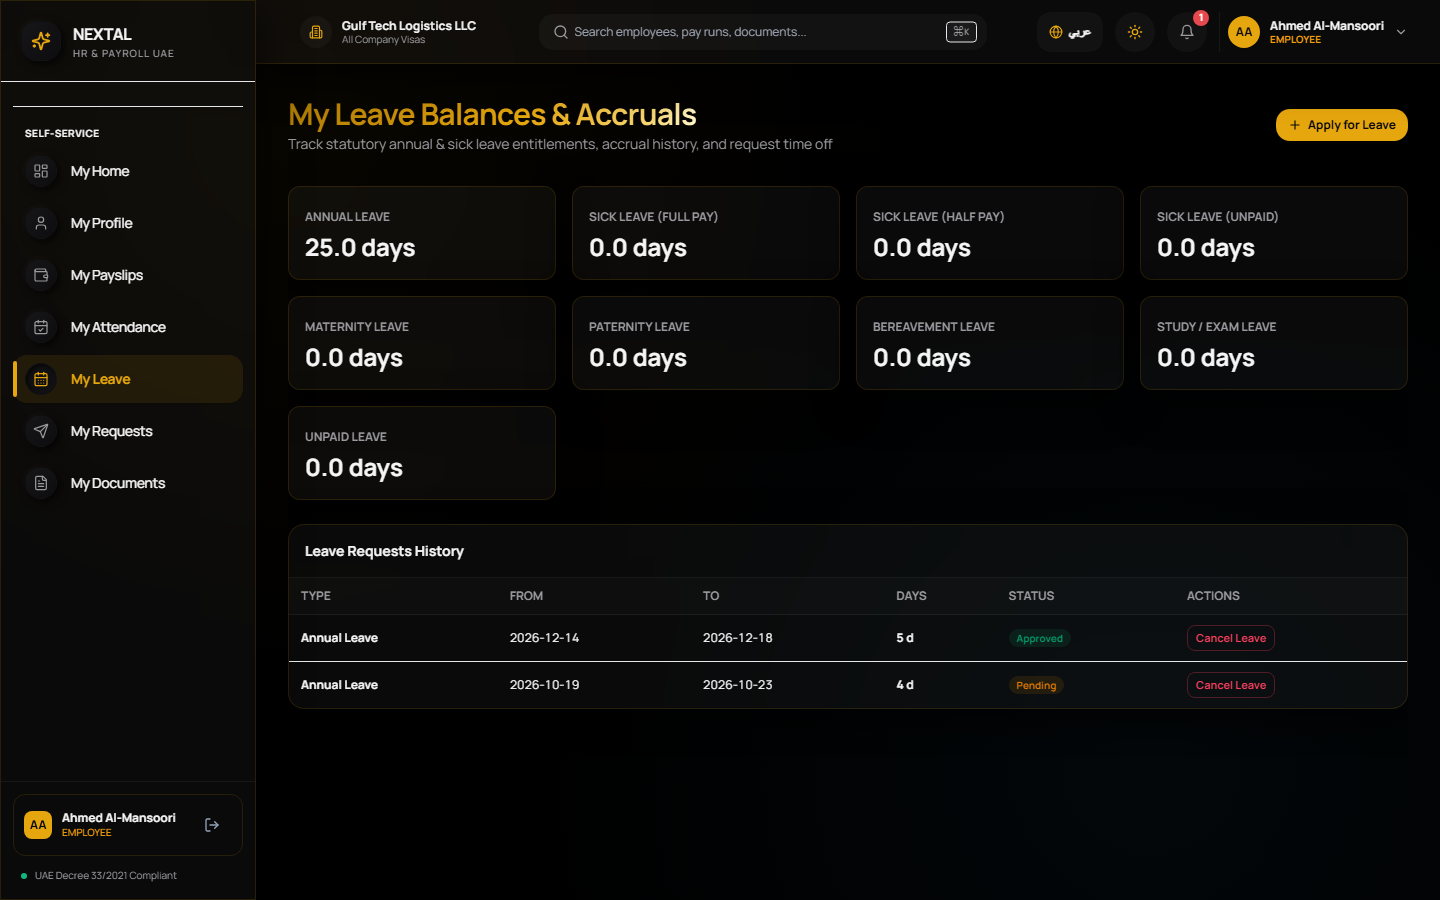 NEXTAL
HR & PAYROLL UAE
Gulf Tech Logistics LLC
All Company Visas
Search employees, pay runs, documents...
⌘K
عربي
1
AA
Ahmed Al-Mansoori
EMPLOYEE
SELF-SERVICE
My Home
My Profile
My Payslips
My Attendance
My Leave
My Requests
My Documents
My Leave Balances & Accruals
Track statutory annual & sick leave entitlements, accrual history, and request time off
+ Apply for Leave
ANNUAL LEAVE
25.0 days
SICK LEAVE (FULL PAY)
0.0 days
SICK LEAVE (HALF PAY)
0.0 days
SICK LEAVE (UNPAID)
0.0 days
MATERNITY LEAVE
0.0 days
PATERNITY LEAVE
0.0 days
BEREAVEMENT LEAVE
0.0 days
STUDY / EXAM LEAVE
0.0 days
UNPAID LEAVE
0.0 days
Leave Requests History
TYPE FROM TO DAYS STATUS ACTIONS
Annual Leave 2026-12-14 2026-12-18 5 d Approved Cancel Leave
Annual Leave 2026-10-19 2026-10-23 4 d Pending Cancel Leave
AA
Ahmed Al-Mansoori
EMPLOYEE
UAE Decree 33/2021 Compliant